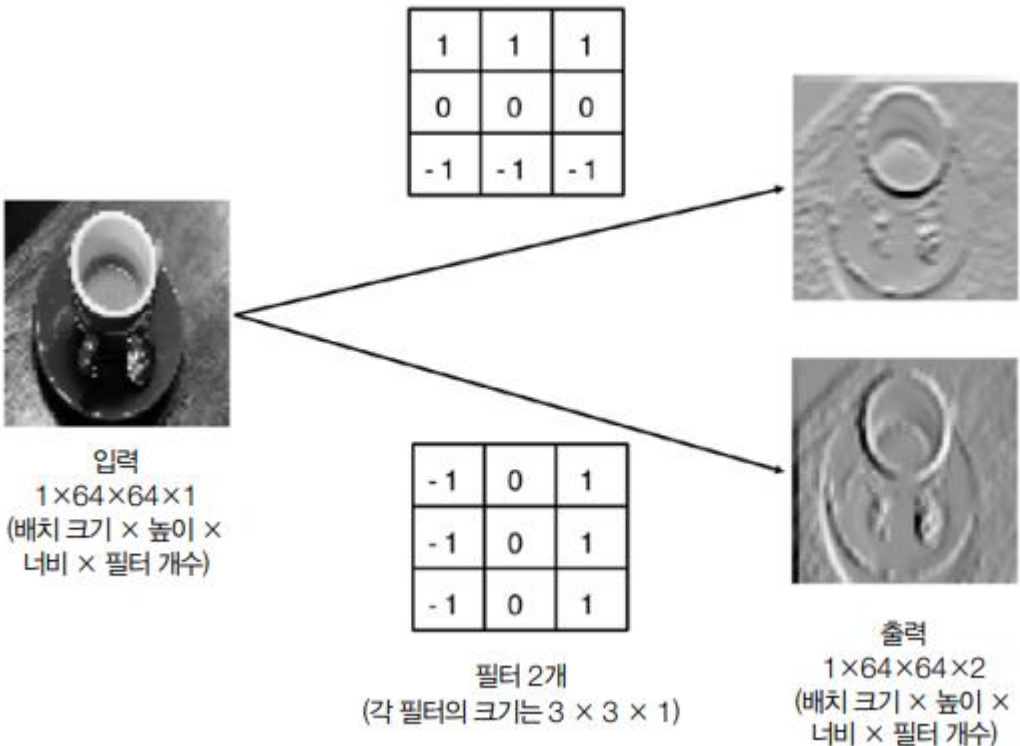 1 1 1
0 0 0
-1 -1 -1
입력
1×64×64×1
(배치 크기 × 높이 ×
너비 × 필터 개수)
-1 0 1
-1 0 1
-1 0 1
필터 2개
(각 필터의 크기는 3 × 3 × 1)
출력
1×64×64×2
(배치 크기 × 높이 ×
너비 × 필터 개수)